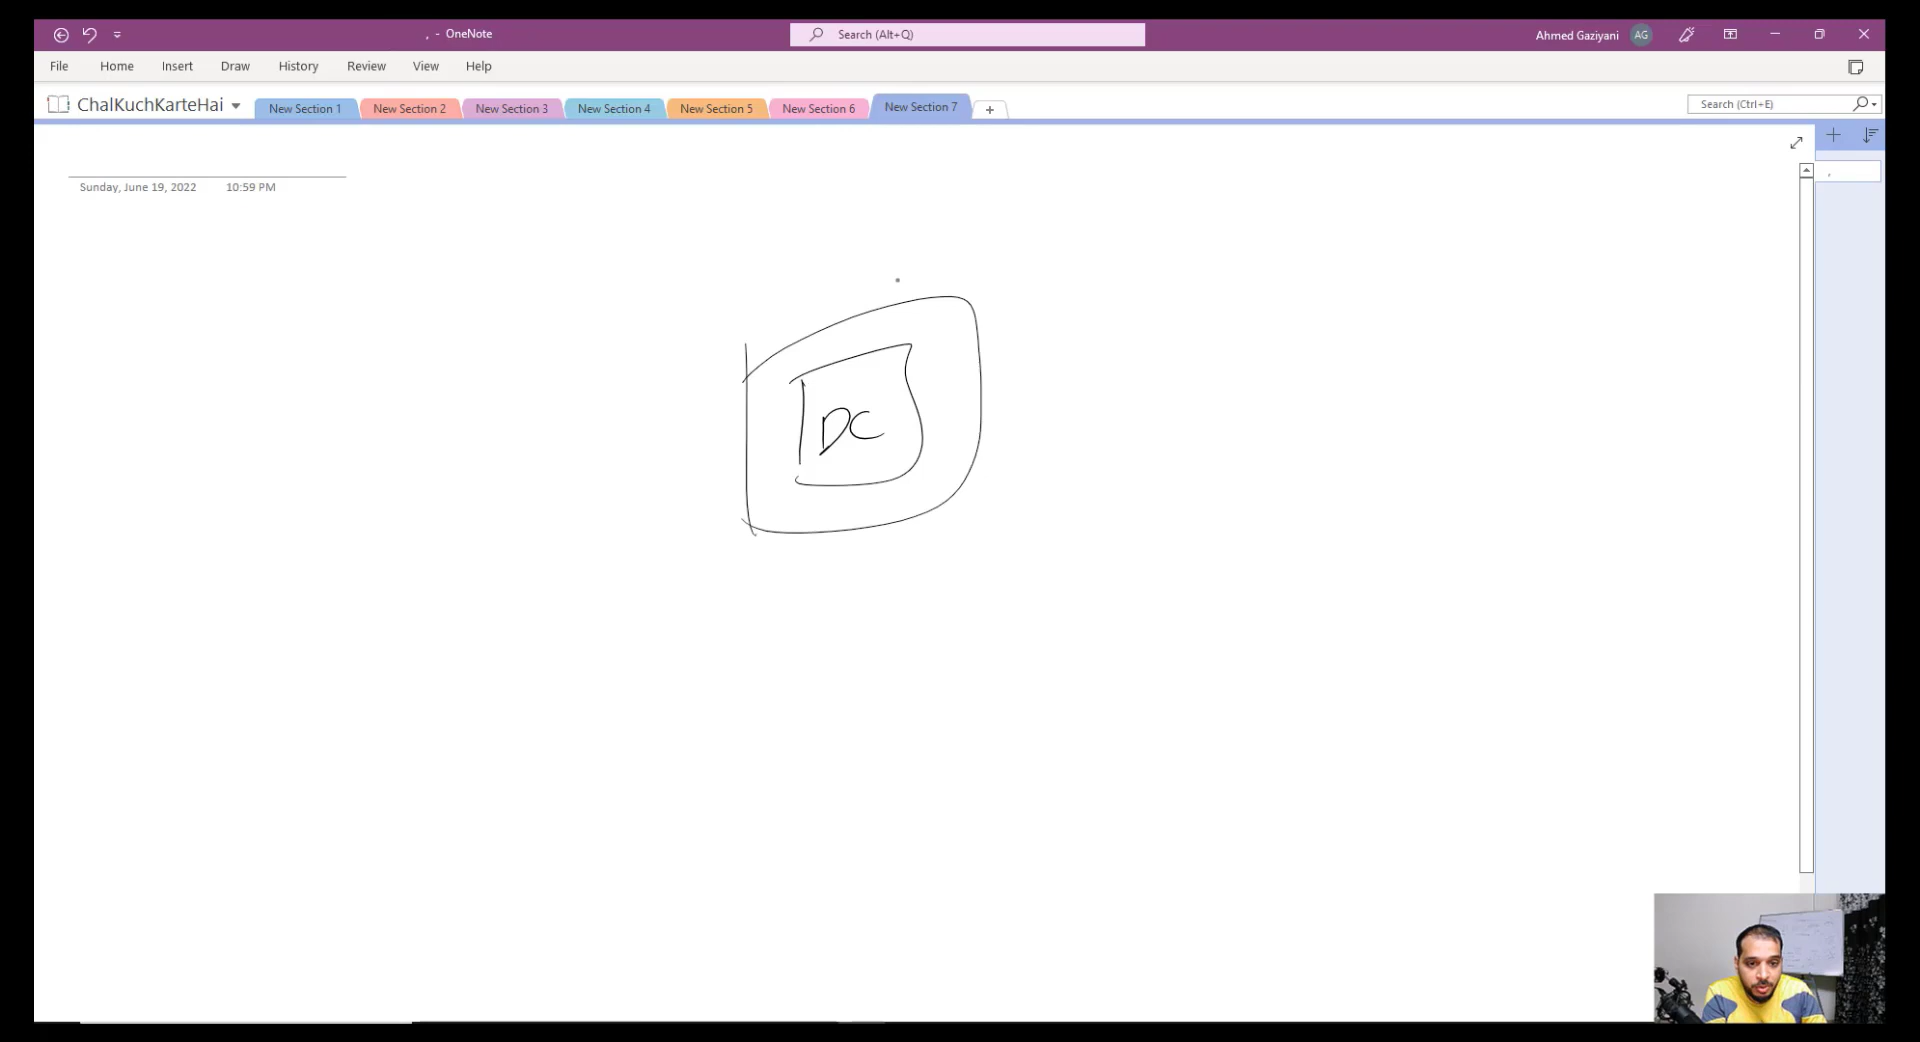 , - OneNote
Search (Alt+Q)
Ahmed Gaziyani AG
File Home Insert Draw History Review View Help
ChalKuchKarteHai New Section 1 New Section 2 New Section 3 New Section 4 New Section 5 New Section 6 New Section 7 +
Search (Ctrl+E)
,
Sunday, June 19, 2022 10:59 PM
DC